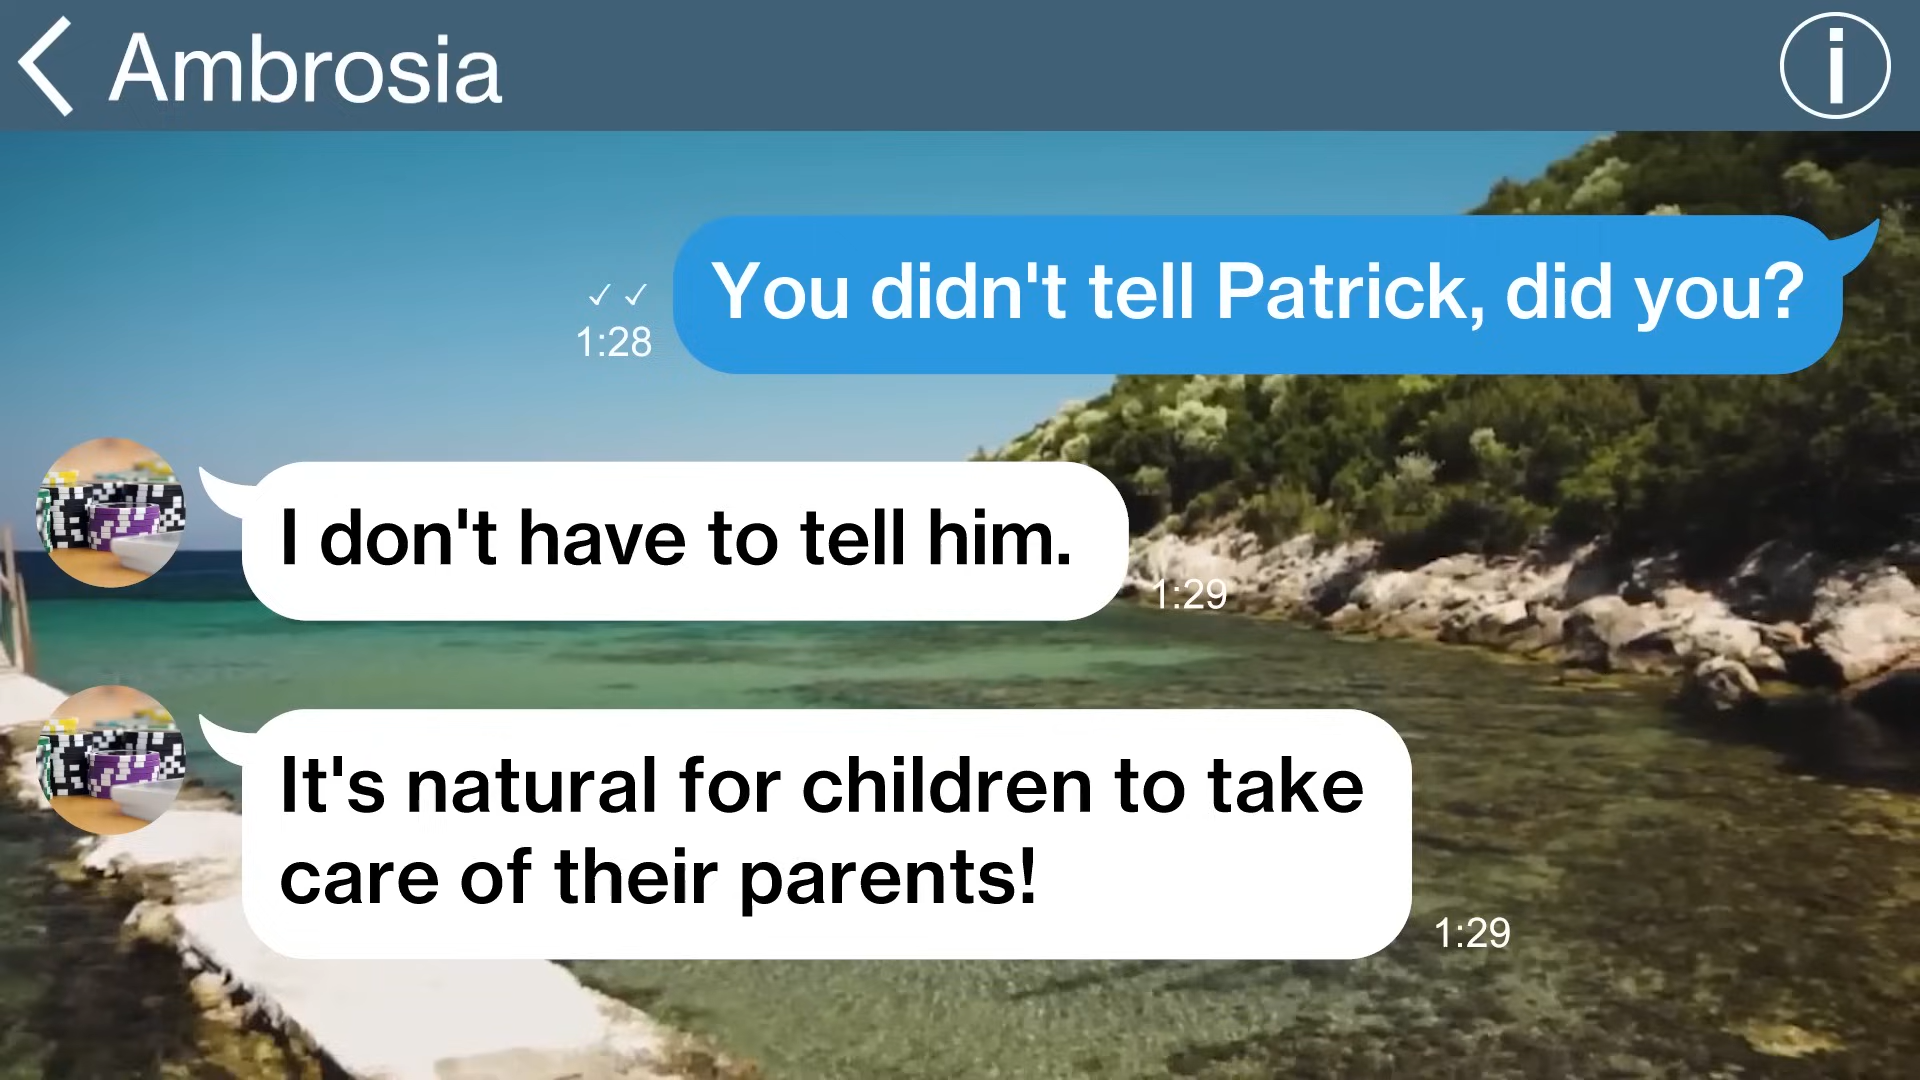 Ambrosia
You didn't tell Patrick, did you?
✓ ✓
1:28
I don't have to tell him.
1:29
It's natural for children to take
care of their parents!
1:29